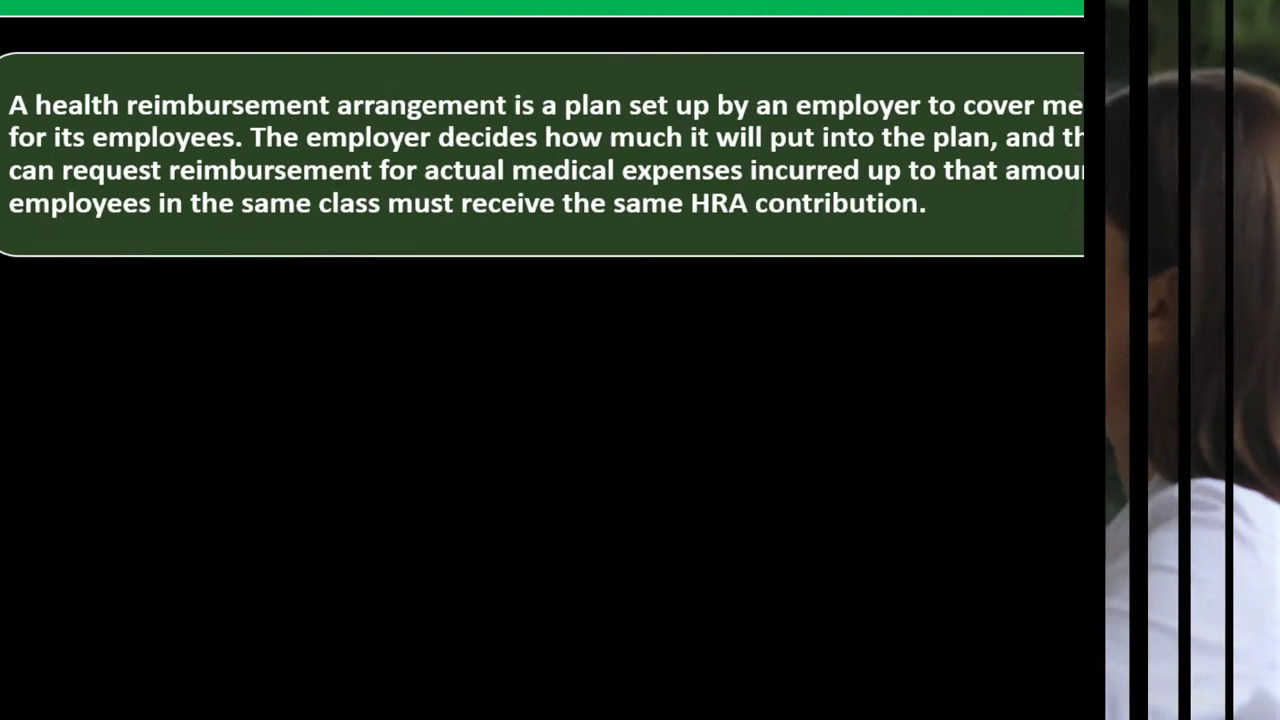 A health reimbursement arrangement is a plan set up by an employer to cover me
for its employees. The employer decides how much it will put into the plan, and th
can request reimbursement for actual medical expenses incurred up to that amou
employees in the same class must receive the same HRA contribution.